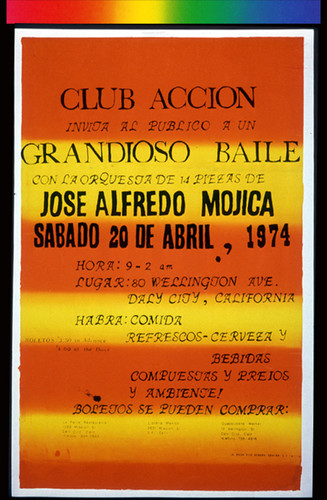 CLUB ACCION
INVITA AL PUBLICO A UN
GRANDIOSO BAILE
CON LA ORQUESTA DE 14 PIEZAS DE
JOSE ALFREDO MOJICA
SABADO 20 DE ABRIL, 1974
HORA: 9-2 am
LUGAR: 80 WELLINGTON AVE.
DALY CITY, CALIFORNIA
HABRA: COMIDA
REFRESCOS-CERVEZA Y
BOLETOS
BEBIDAS
COMPUESTAS Y PREIOS
Y AMBIENTE!
BOLETOS SE PUEDEN COMPRAR: